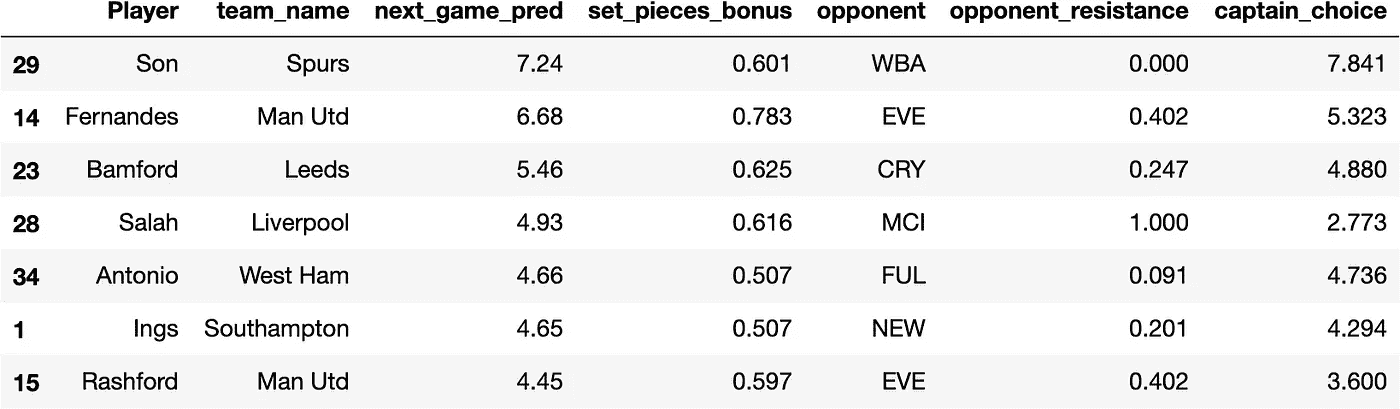 Player team_name next_game_pred set_pieces_bonus opponent opponent_resistance captain_choice
29 Son Spurs 7.24 0.601 WBA 0.000 7.841
14 Fernandes Man Utd 6.68 0.783 EVE 0.402 5.323
23 Bamford Leeds 5.46 0.625 CRY 0.247 4.880
28 Salah Liverpool 4.93 0.616 MCI 1.000 2.773
34 Antonio West Ham 4.66 0.507 FUL 0.091 4.736
1 Ings Southampton 4.65 0.507 NEW 0.201 4.294
15 Rashford Man Utd 4.45 0.597 EVE 0.402 3.600